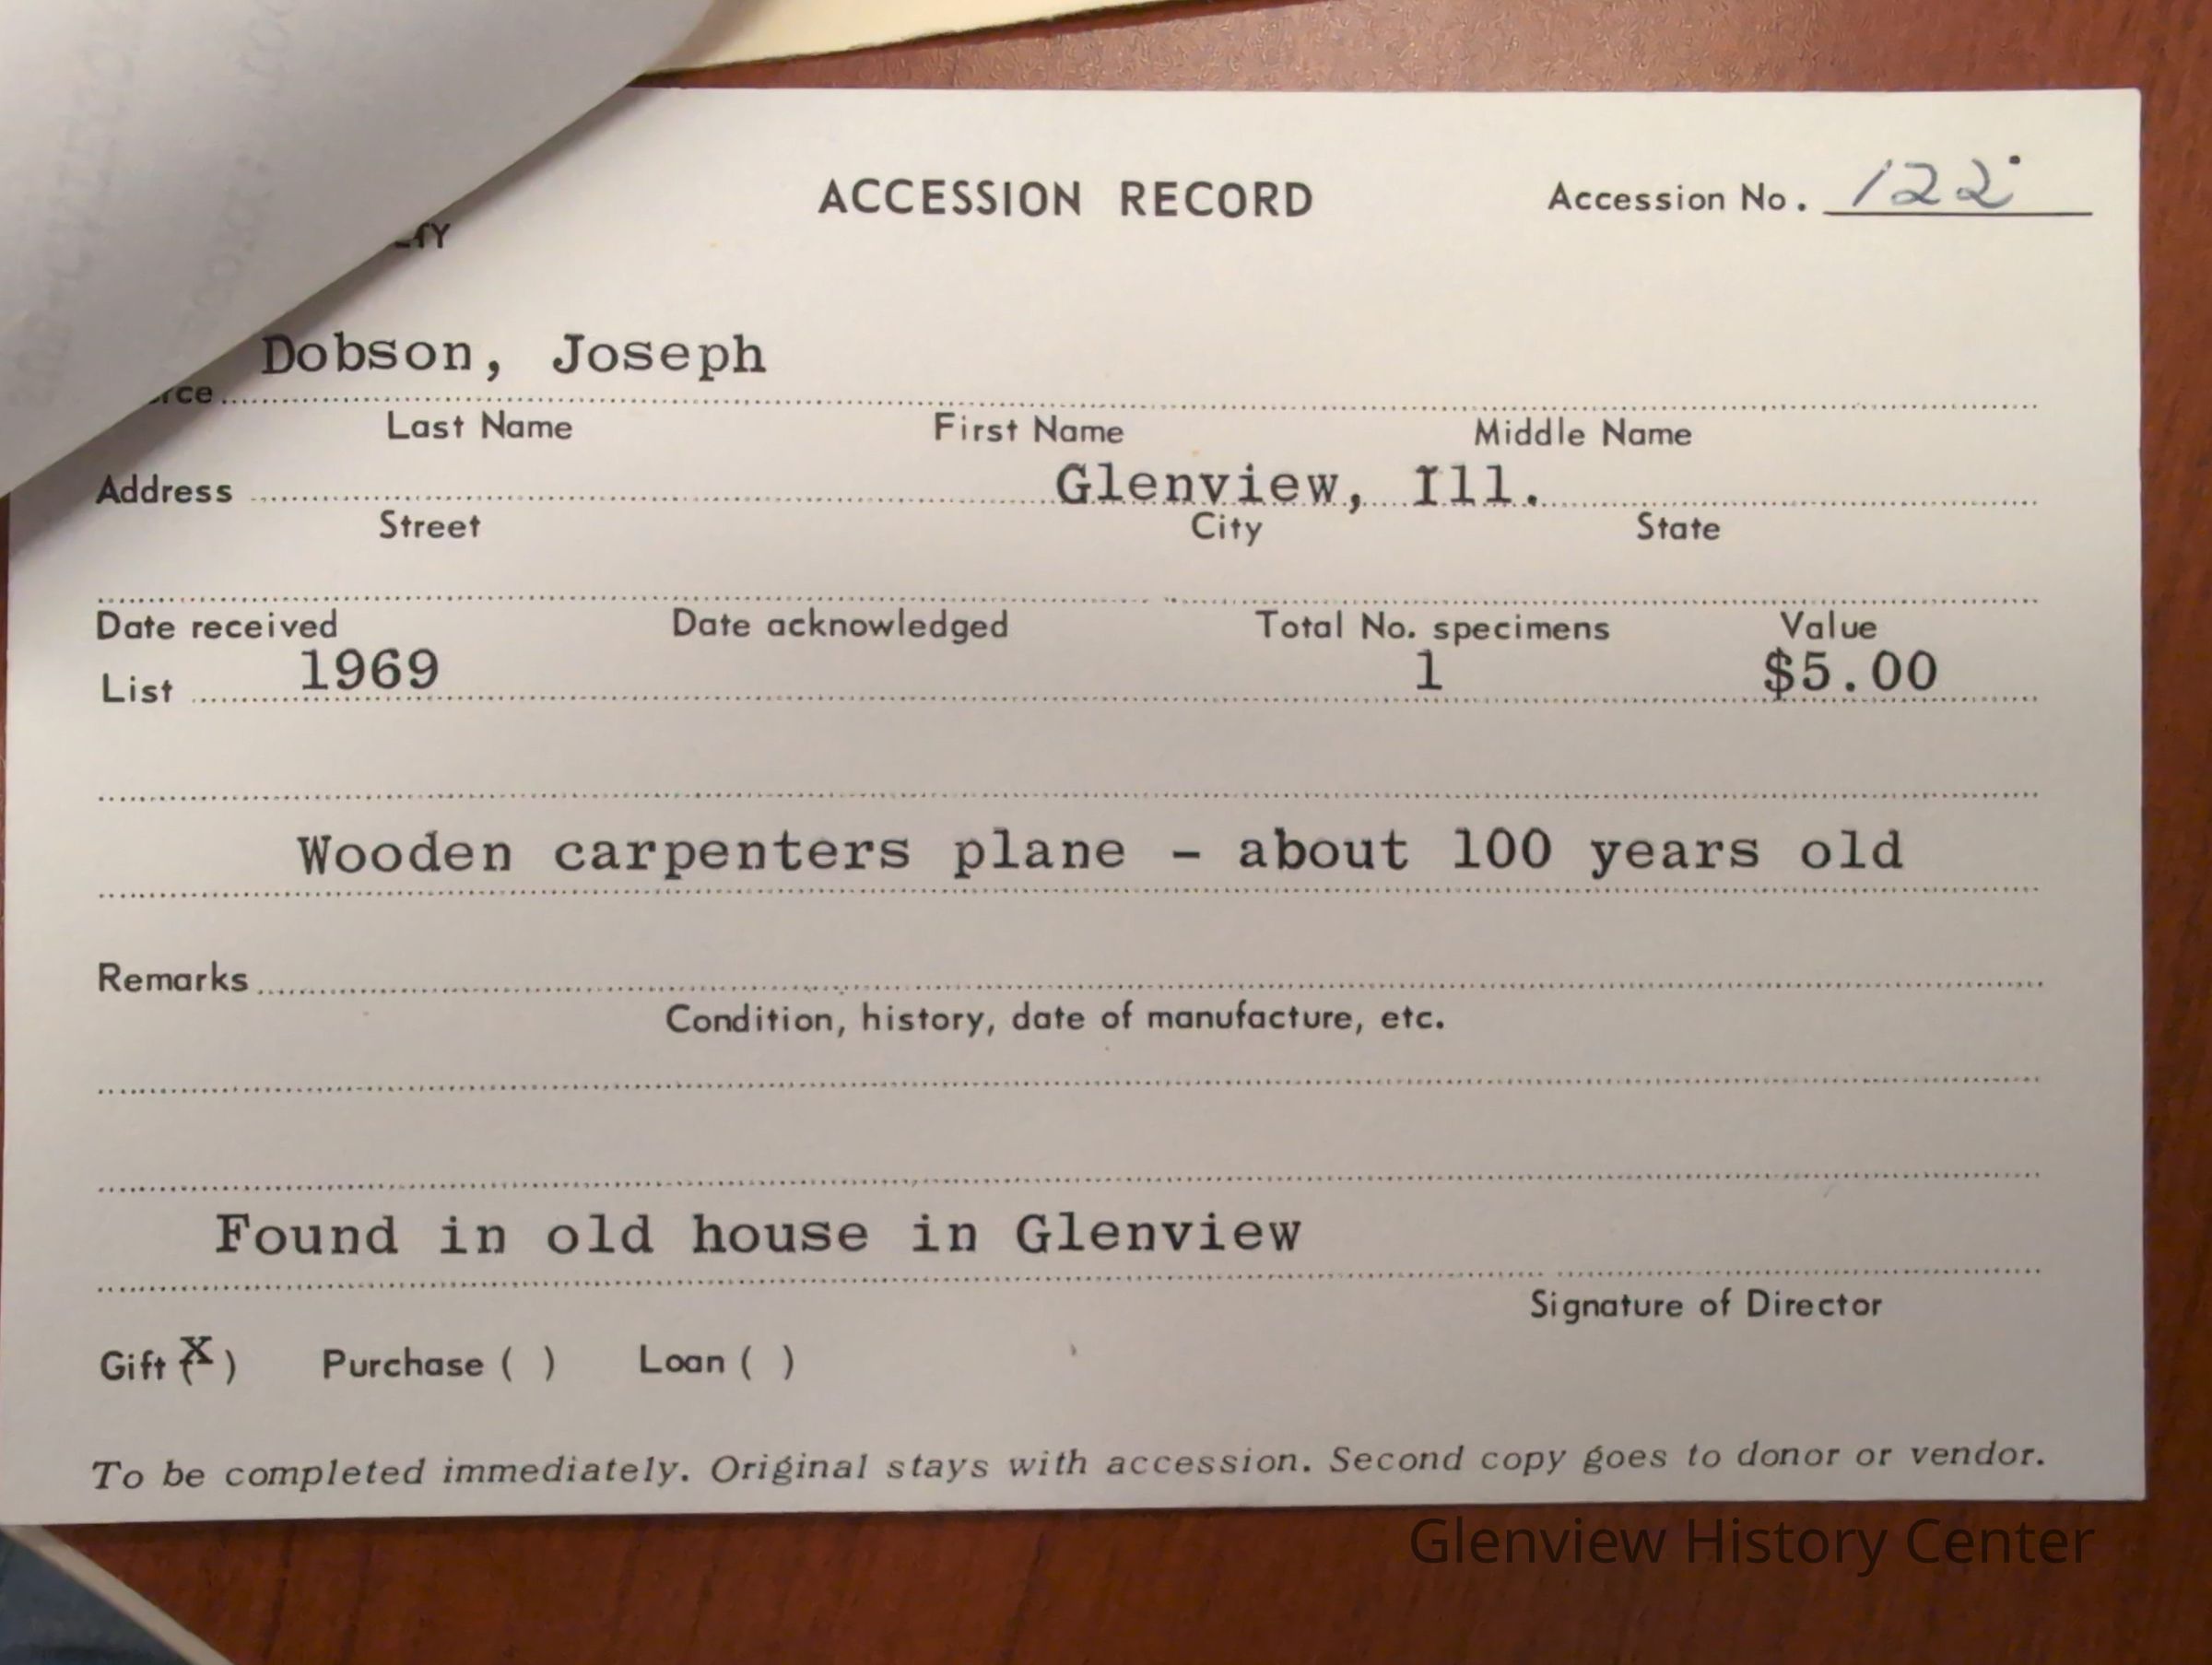 ACCESSION RECORD Accession No. 122
Dobson, Joseph
Last Name First Name Middle Name
Address Glenview, Ill.
Street City State
Date received Date acknowledged Total No. specimens Value
List 1969 1 $5.00
Wooden carpenters plane - about 100 years old
Remarks
Condition, history, date of manufacture, etc.
Found in old house in Glenview
Signature of Director
Gift (X) Purchase ( ) Loan ( )
To be completed immediately. Original stays with accession. Second copy goes to donor or vendor.
Glenview History Center